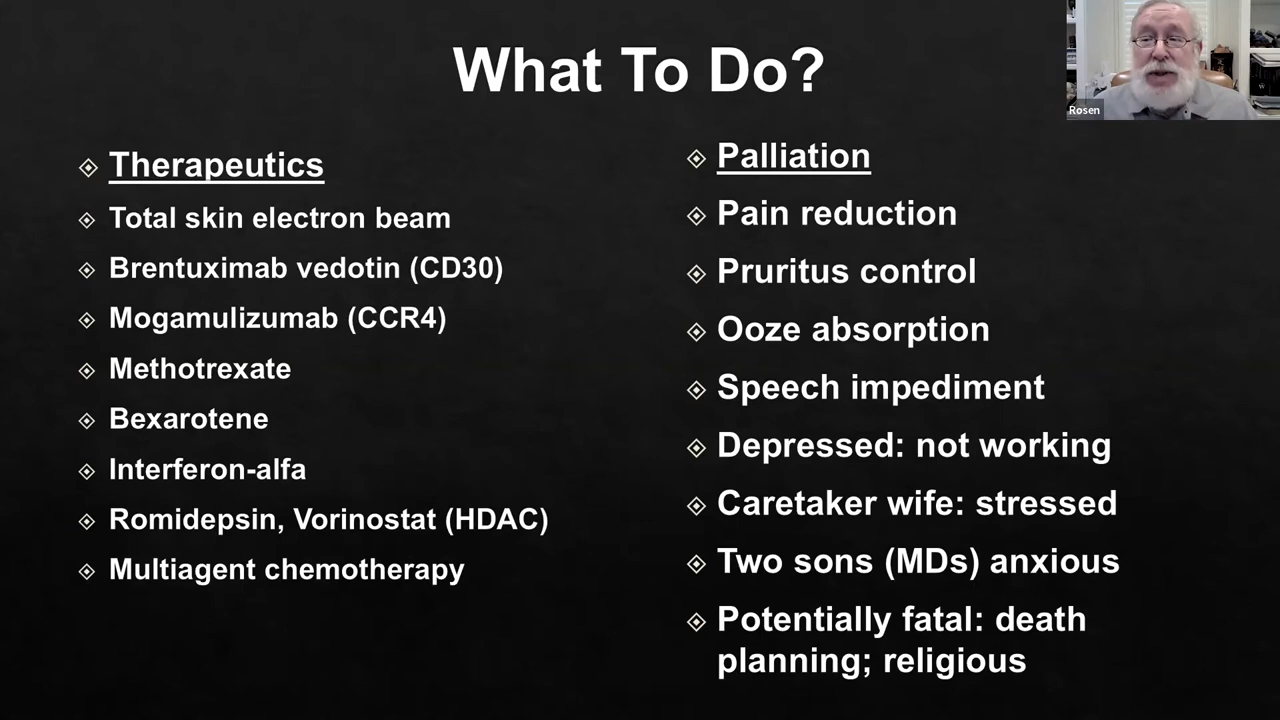 What To Do?
Rosen
Therapeutics
Total skin electron beam
Brentuximab vedotin (CD30)
Mogamulizumab (CCR4)
Methotrexate
Bexarotene
Interferon-alfa
Romidepsin, Vorinostat (HDAC)
Multiagent chemotherapy
Palliation
Pain reduction
Pruritus control
Ooze absorption
Speech impediment
Depressed: not working
Caretaker wife: stressed
Two sons (MDs) anxious
Potentially fatal: death
planning; religious